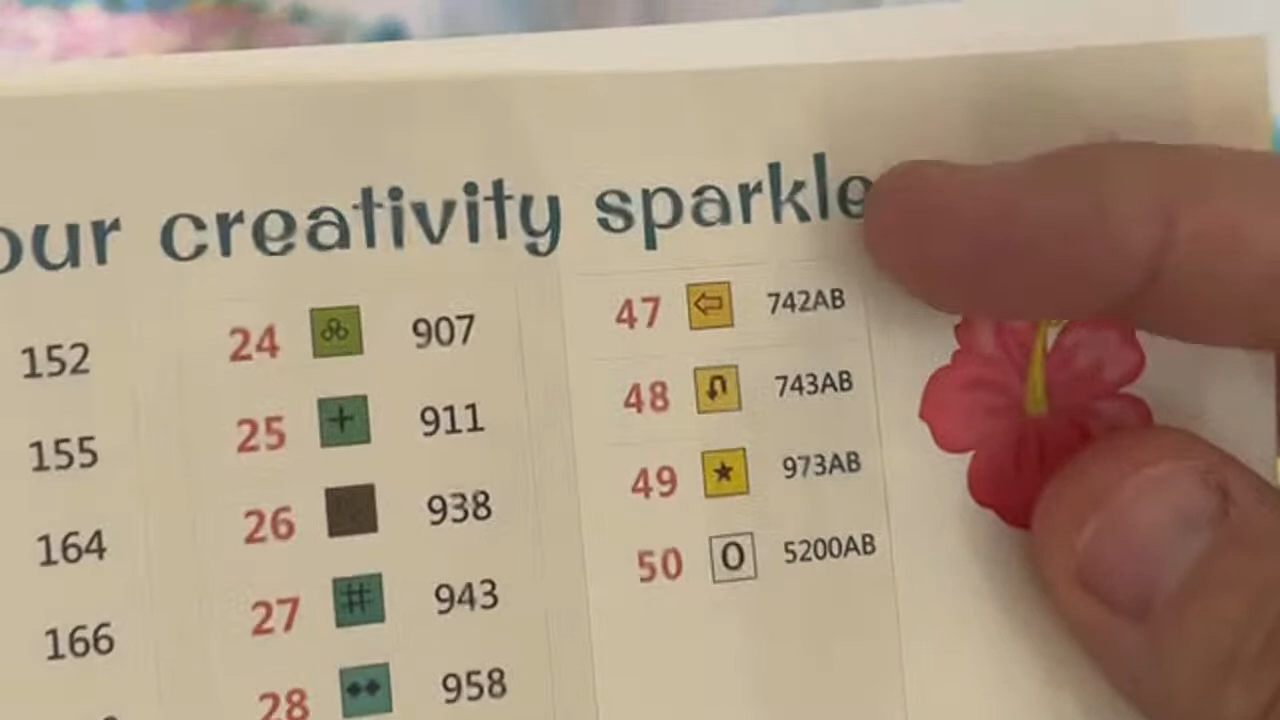 our creativity sparkle
152
155
164
166
24 907
25 + 911
26 938
27 # 943
28 958
47 742AB
48 743AB
49 973AB
50 O 5200AB